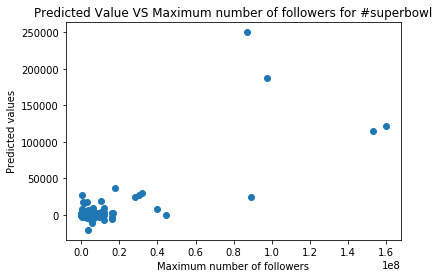 Predicted Value VS Maximum number of followers for #superbowl
250000
200000
150000
100000
50000
0
Predicted values
0.0 0.2 0.4 0.6 0.8 1.0 1.2 1.4 1.6
1e8
Maximum number of followers